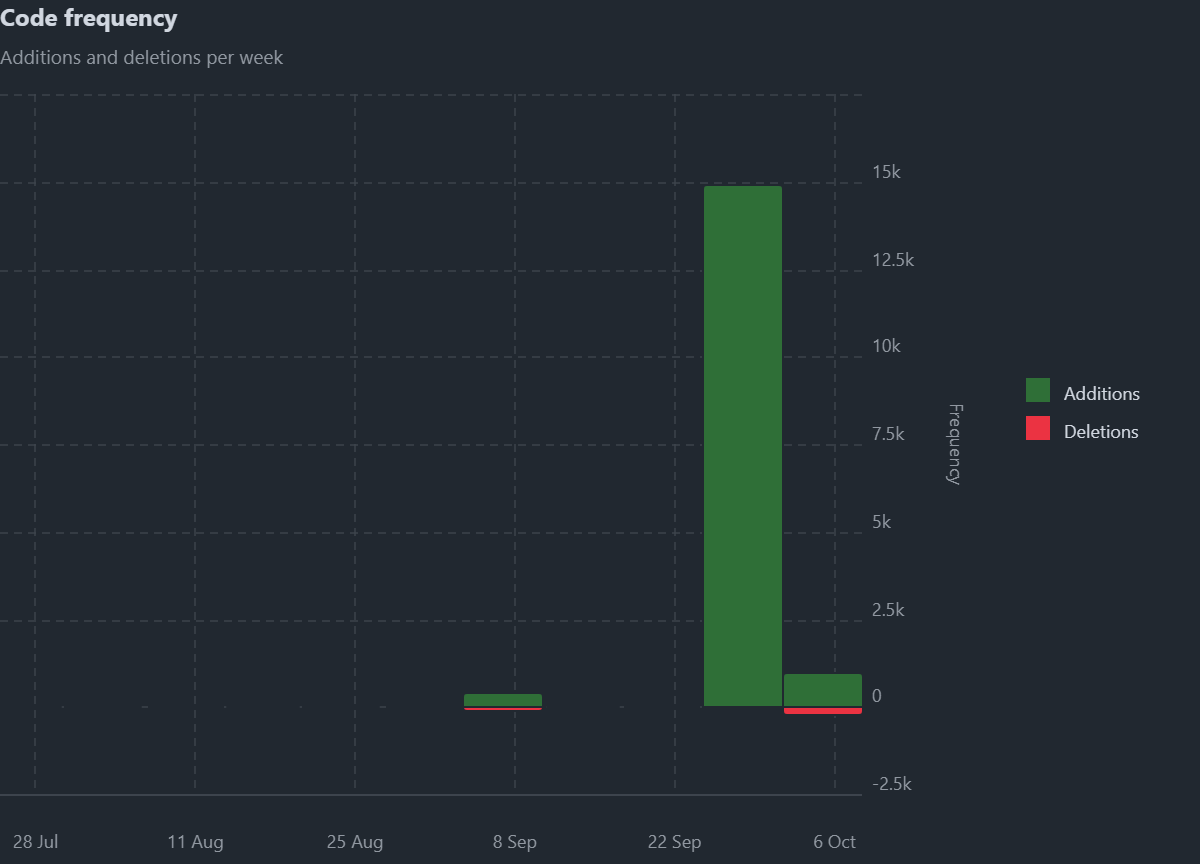 Code frequency
Additions and deletions per week
15k
12.5k
10k
7.5k
5k
2.5k
0
-2.5k
Frequency
Additions
Deletions
28 Jul
11 Aug
25 Aug
8 Sep
22 Sep
6 Oct